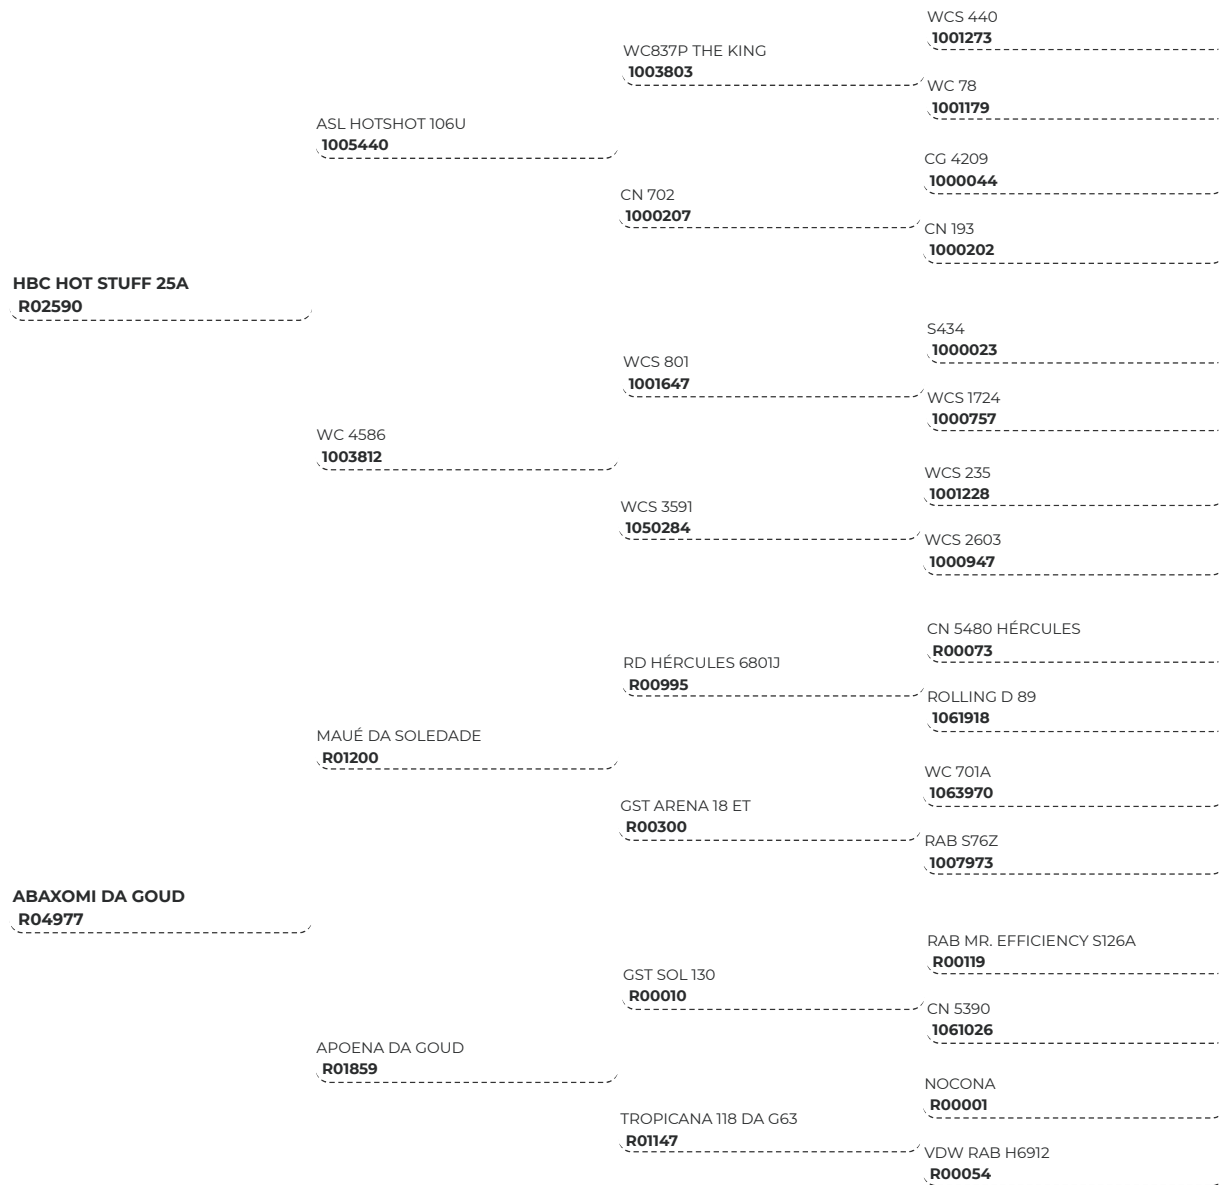 WCS 440
1001273
WC837P THE KING
1003803
WC 78
1001179
ASL HOTSHOT 106U
1005440
CG 4209
1000044
CN 702
1000207
CN 193
1000202
HBC HOT STUFF 25A
R02590
S434
1000023
WCS 801
1001647
WCS 1724
1000757
WC 4586
1003812
WCS 235
1001228
WCS 3591
1050284
WCS 2603
1000947
CN 5480 HÉRCULES
R00073
RD HÉRCULES 6801J
R00995
ROLLING D 89
1061918
MAUÉ DA SOLEDADE
R01200
WC 701A
1063970
GST ARENA 18 ET
R00300
RAB S76Z
1007973
ABAXOMI DA GOUD
R04977
RAB MR. EFFICIENCY S126A
R00119
GST SOL 130
R00010
CN 5390
1061026
APOENA DA GOUD
R01859
NOCONA
R00001
TROPICANA 118 DA G63
R01147
VDW RAB H6912
R00054